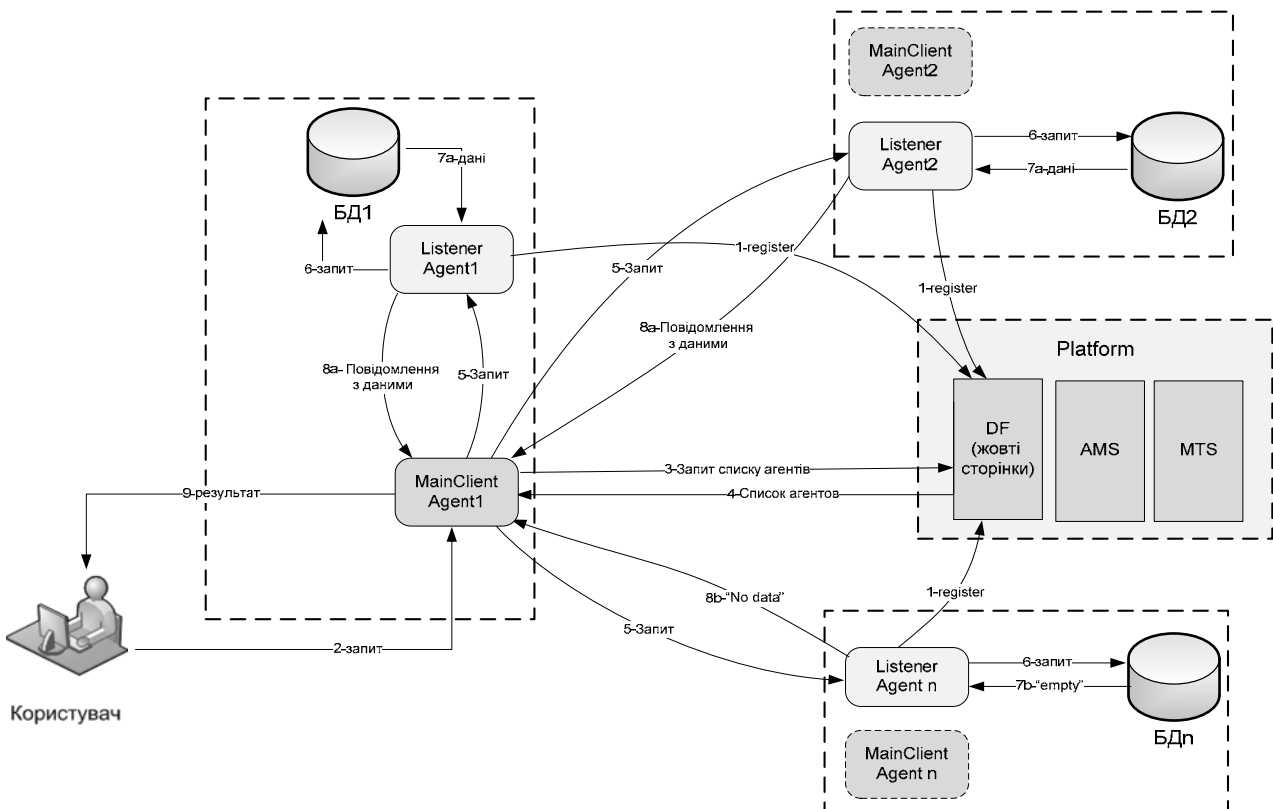 MainClient
Agent2
Listener
Agent2
6-запит
7а-дані
БД2
7а-дані
БД1
6-запит
Listener
Agent1
1-register
5-Запит
1-register
8а-Повідомлення
з даними
8а- Повідомлення
з даними
5-Запит
Platform
DF
(жовті
сторінки)
AMS
MTS
MainClient
Agent1
3-Запит списку агентів
4-Список агентов
9-результат
8b-“No data”
1-register
5-Запит
2-запит
Listener
Agent n
6-запит
7b-“empty”
БДn
MainClient
Agent n
Користувач